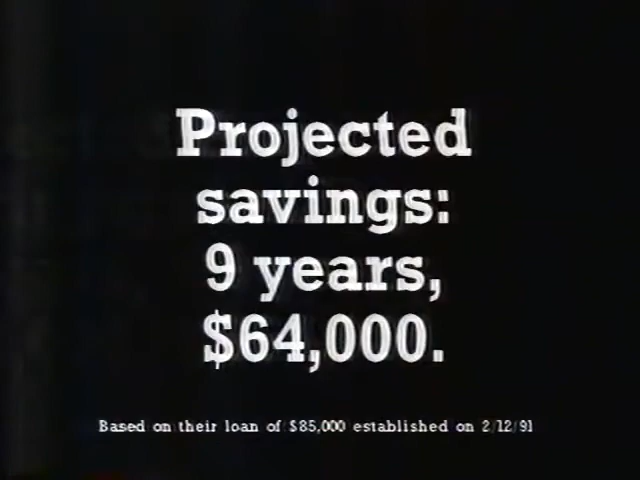 Projected
savings:
9 years,
$64,000.
Based on their loan of $85,000 established on 2/12/91